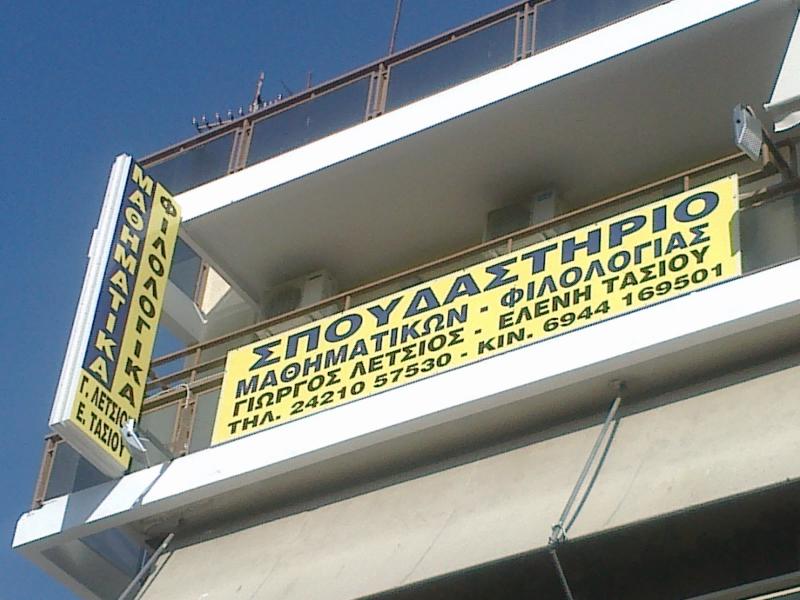 ΜΑΘΗΜΑΤΙΚΑ
ΦΙΛΟΛΟΓΙΚΑ
Γ. ΛΕΤΣΙΟΣ
Ε. ΤΑΣΙΟΥ
ΣΠΟΥΔΑΣΤΗΡΙΟ
ΜΑΘΗΜΑΤΙΚΩΝ - ΦΙΛΟΛΟΓΙΑΣ
ΓΙΩΡΓΟΣ ΛΕΤΣΙΟΣ - ΕΛΕΝΗ ΤΑΣΙΟΥ
ΤΗΛ. 24210 57530 - ΚΙΝ. 6944 169501